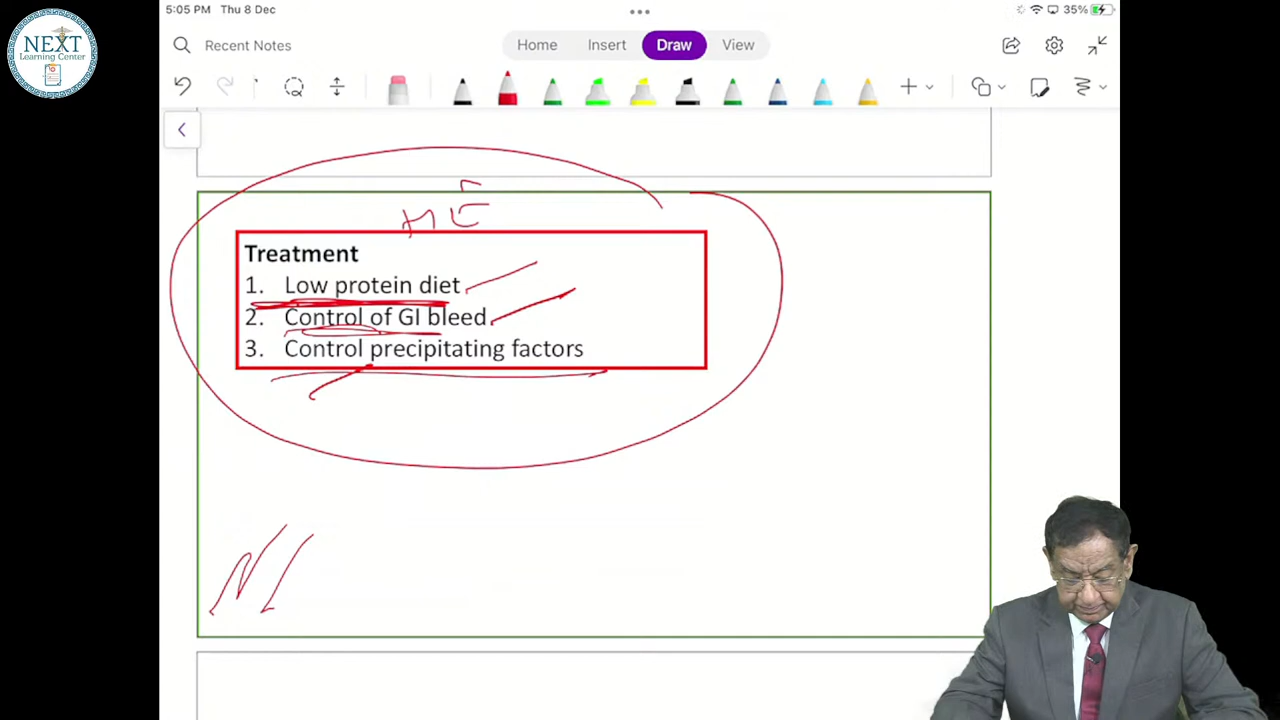 5:05 PM Thu 8 Dec
35%
NEXT
Learning Center
Recent Notes
Home Insert Draw View
HE
Treatment
1. Low protein diet
2. Control of GI bleed
3. Control precipitating factors